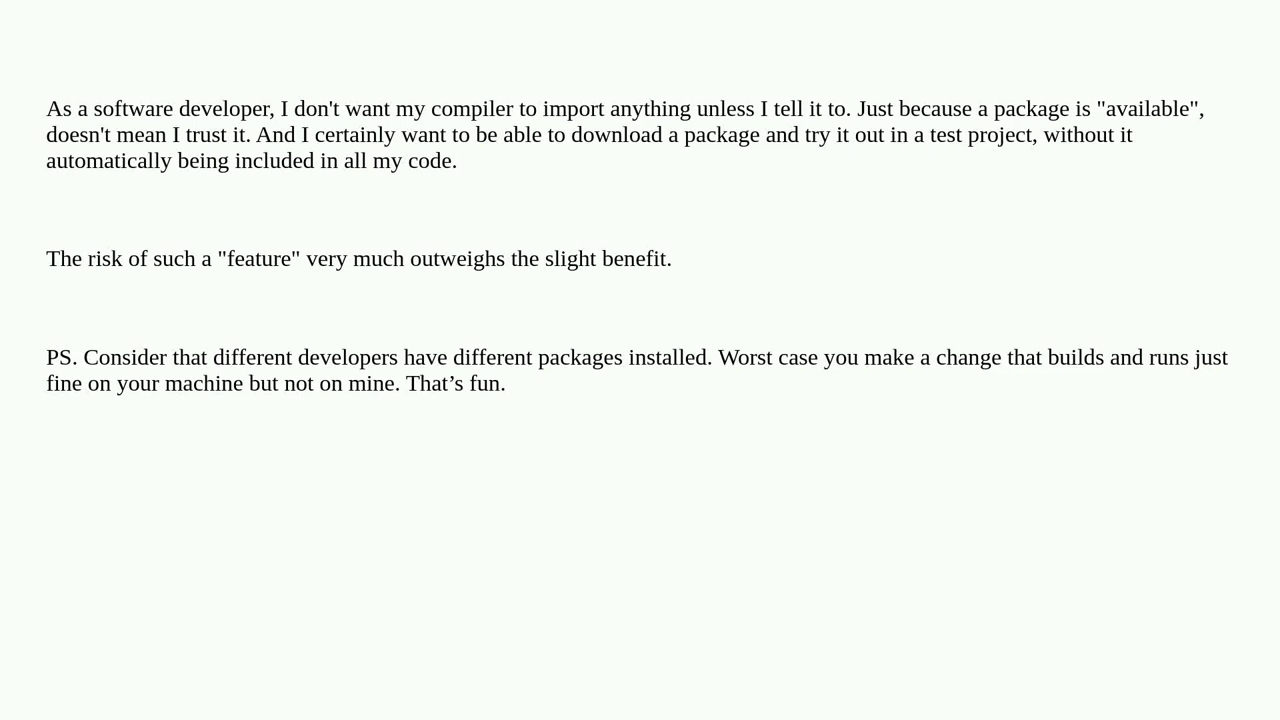 As a software developer, I don't want my compiler to import anything unless I tell it to. Just because a package is "available",
doesn't mean I trust it. And I certainly want to be able to download a package and try it out in a test project, without it
automatically being included in all my code.
The risk of such a "feature" very much outweighs the slight benefit.
PS. Consider that different developers have different packages installed. Worst case you make a change that builds and runs just
fine on your machine but not on mine. That’s fun.